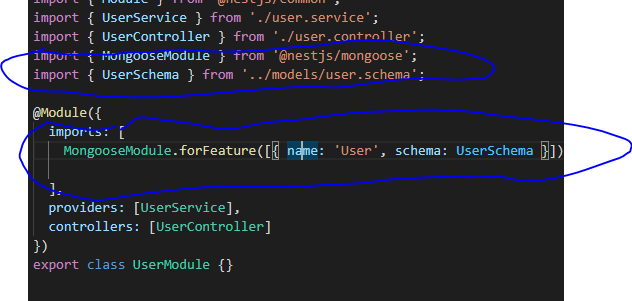 import { Module } from '@nestjs/common';
import { UserService } from './user.service';
import { UserController } from './user.controller';
import { MongooseModule } from '@nestjs/mongoose';
import { UserSchema } from '../models/user.schema';
@Module({
imports: [
MongooseModule.forFeature([{ name: 'User', schema: UserSchema }])
],
providers: [UserService],
controllers: [UserController]
})
export class UserModule {}